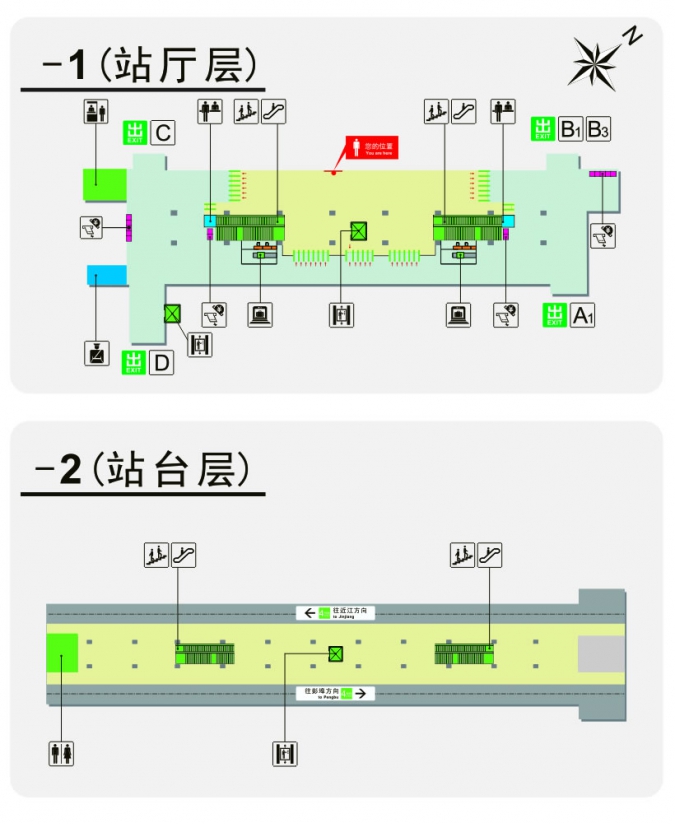 -1(站厅层)
N
出 EXIT C
出 EXIT B1 B3
您的位置
You are here
出 EXIT A1
出 EXIT D
-2(站台层)
往近江方向
to Jinjiang
往彭埠方向
to Pengbu